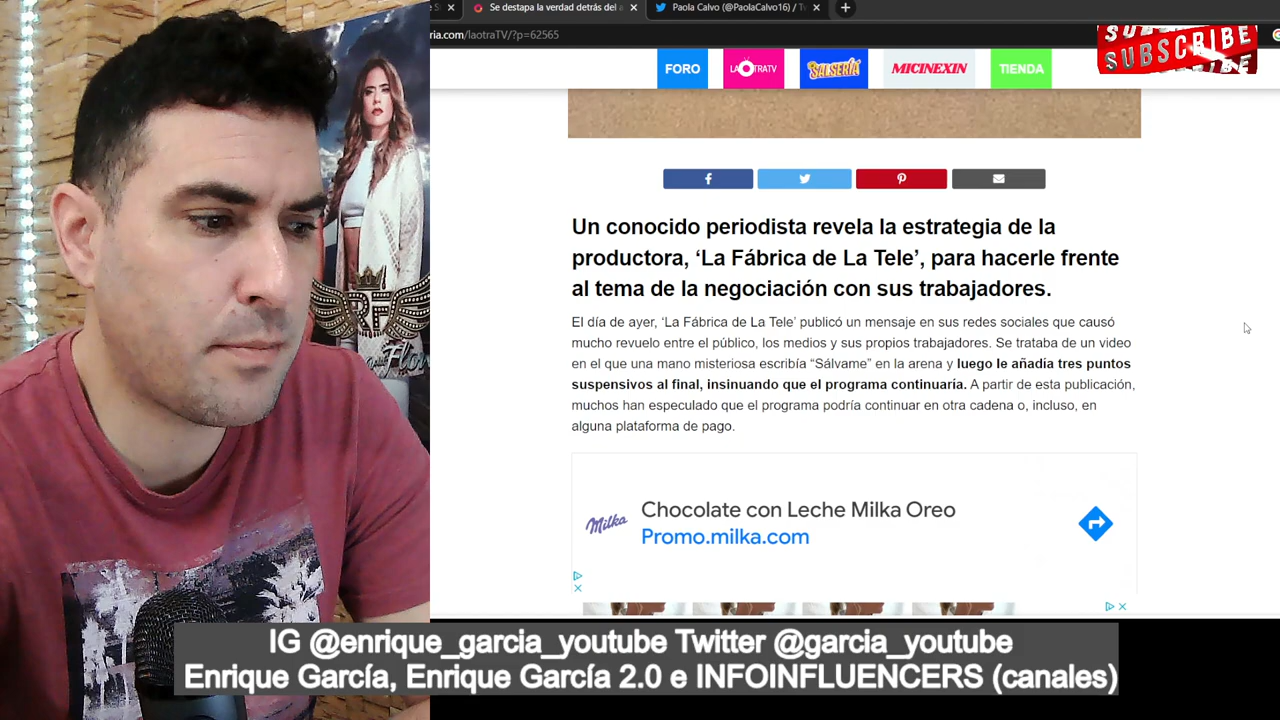 Se destapa la verdad detrás del
Paola Calvo (@PaolaCalvo16) / T
ria.com/laotraTV/?p=62565
SUBSCRIBE
FORO
LA OTRATV
SALSERÍA
MICINEXIN
TIENDA
Un conocido periodista revela la estrategia de la
productora, ‘La Fábrica de La Tele’, para hacerle frente
al tema de la negociación con sus trabajadores.
El día de ayer, ‘La Fábrica de La Tele’ publicó un mensaje en sus redes sociales que causó
mucho revuelo entre el público, los medios y sus propios trabajadores. Se trataba de un video
en el que una mano misteriosa escribía “Sálvame” en la arena y luego le añadía tres puntos
suspensivos al final, insinuando que el programa continuaría. A partir de esta publicación,
muchos han especulado que el programa podría continuar en otra cadena o, incluso, en
alguna plataforma de pago.
Milka
Chocolate con Leche Milka Oreo
Promo.milka.com
RF
Flor
IG @enrique_garcia_youtube Twitter @garcia_youtube
Enrique García, Enrique García 2.0 e INFOINFLUENCERS (canales)